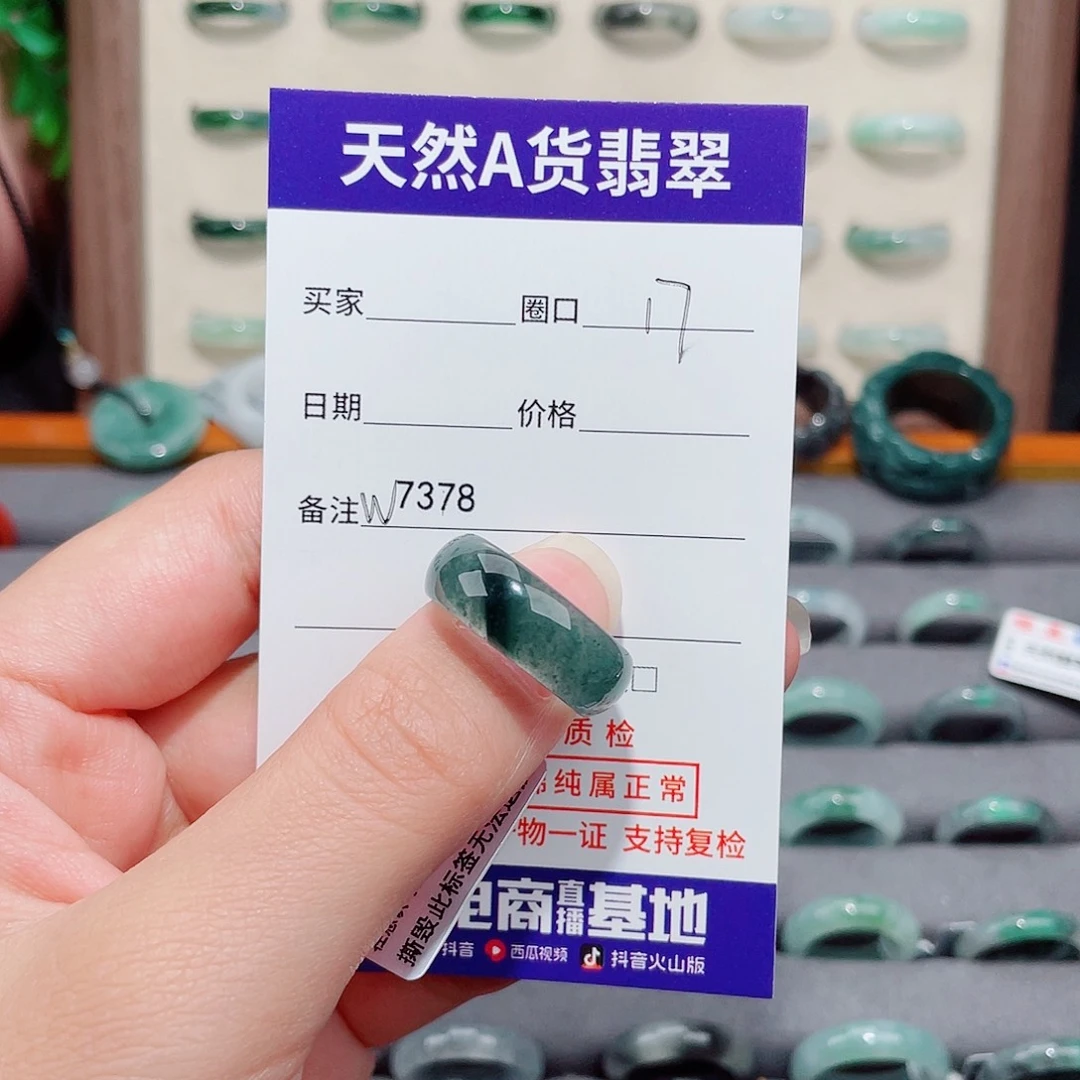 天然A货翡翠
买家 圈口 17
日期 价格
备注 W7378
质检
纯属正常
物一证 支持复检
电商直播基地
抖音 西瓜视频 抖音火山版
撕毁此标签无法退